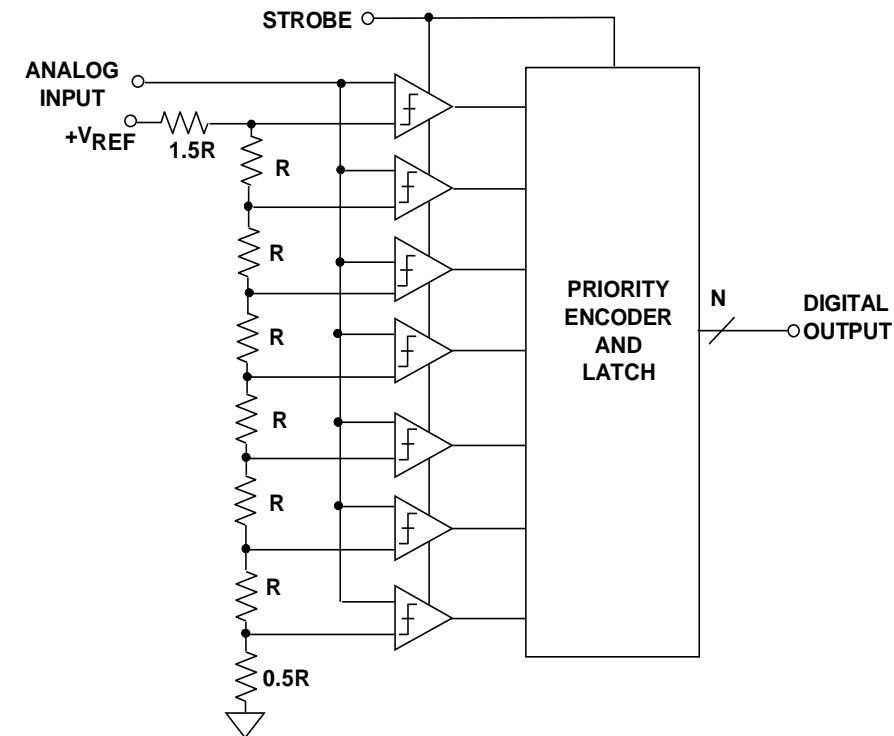 STROBE
ANALOG
INPUT
+VREF
1.5R
R
R
R
R
R
R
0.5R
PRIORITY
ENCODER
AND
LATCH
N
DIGITAL
OUTPUT